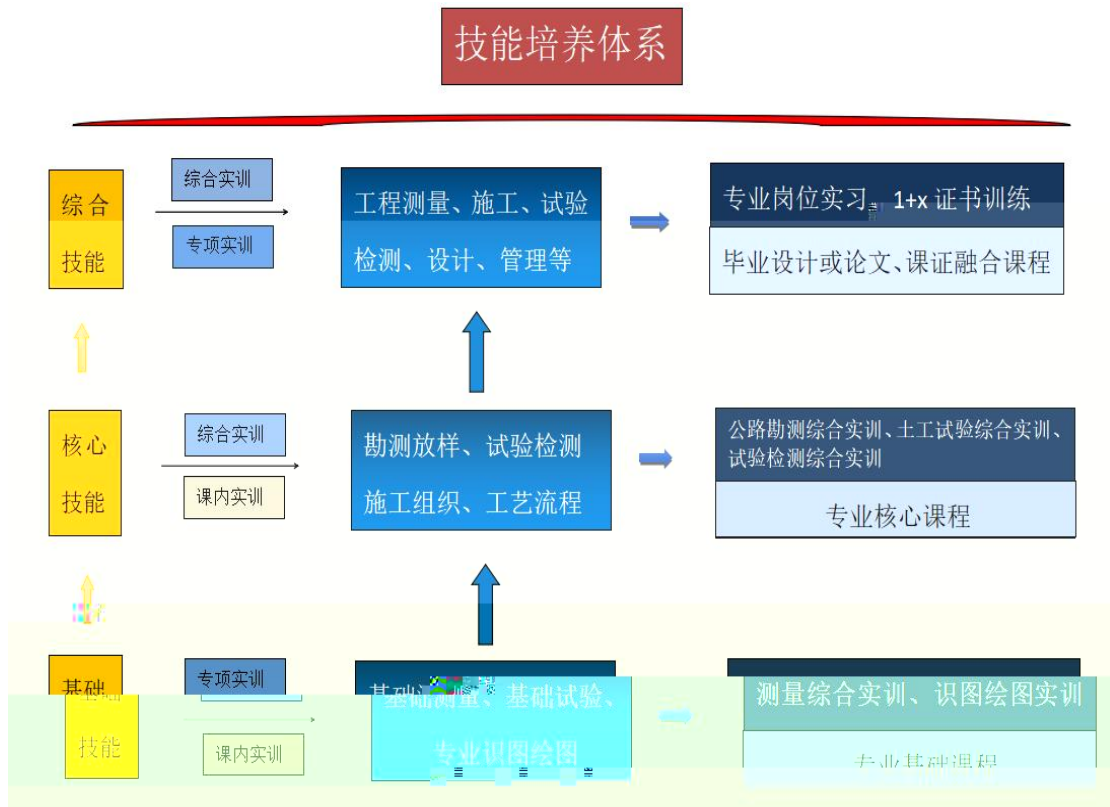 技能培养体系
综合
技能
综合实训
专项实训
工程测量、施工、试验
检测、设计、管理等
专业岗位实习、1+x 证书训练
毕业设计或论文、课证融合课程
核心
技能
综合实训
课内实训
勘测放样、试验检测
施工组织、工艺流程
公路勘测综合实训、土工试验综合实训、
试验检测综合实训
专业核心课程
基础
技能
专项实训
课内实训
基础测量、基础试验、
专业识图绘图
测量综合实训、识图绘图实训
专业基础课程